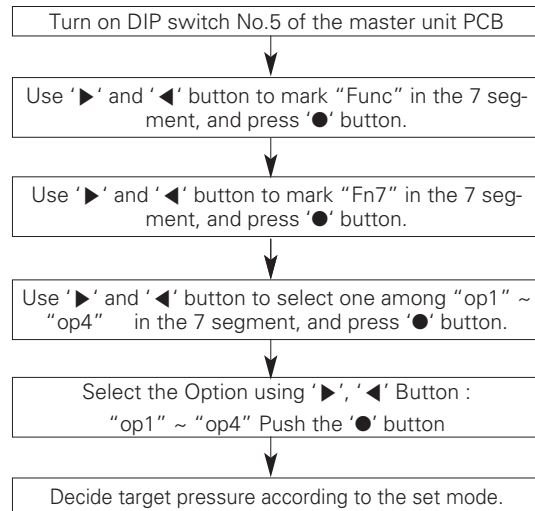 Turn on DIP switch No.5 of the master unit PCB
Use ‘▶‘ and ‘◀‘ button to mark “Func” in the 7 seg-
ment, and press ‘●‘ button.
Use ‘▶‘ and ‘◀‘ button to mark “Fn7” in the 7 seg-
ment, and press ‘●‘ button.
Use ‘▶‘ and ‘◀‘ button to select one among “op1” ~
“op4” in the 7 segment, and press ‘●‘ button.
Select the Option using ‘▶‘, ‘◀‘ Button :
“op1” ~ “op4” Push the ‘●‘ button
Decide target pressure according to the set mode.